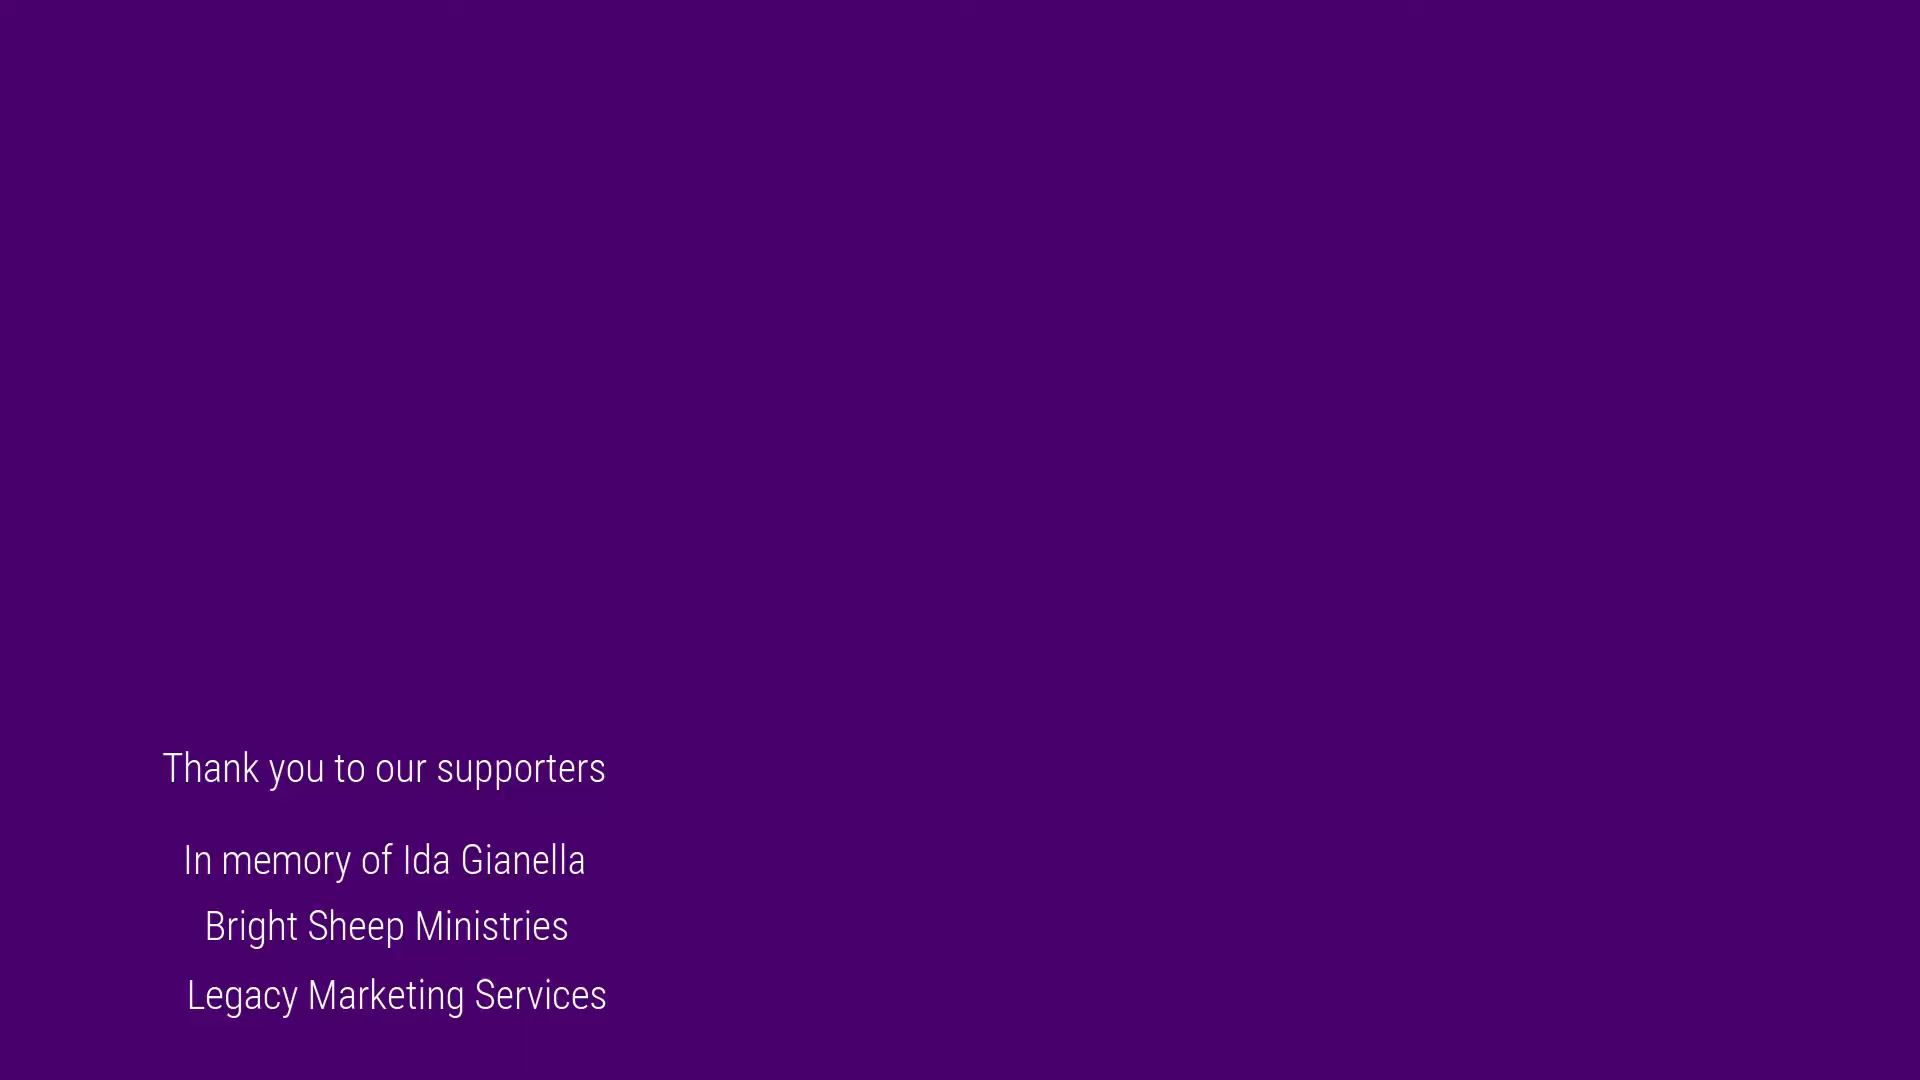 Thank you to our supporters
In memory of Ida Gianella
Bright Sheep Ministries
Legacy Marketing Services